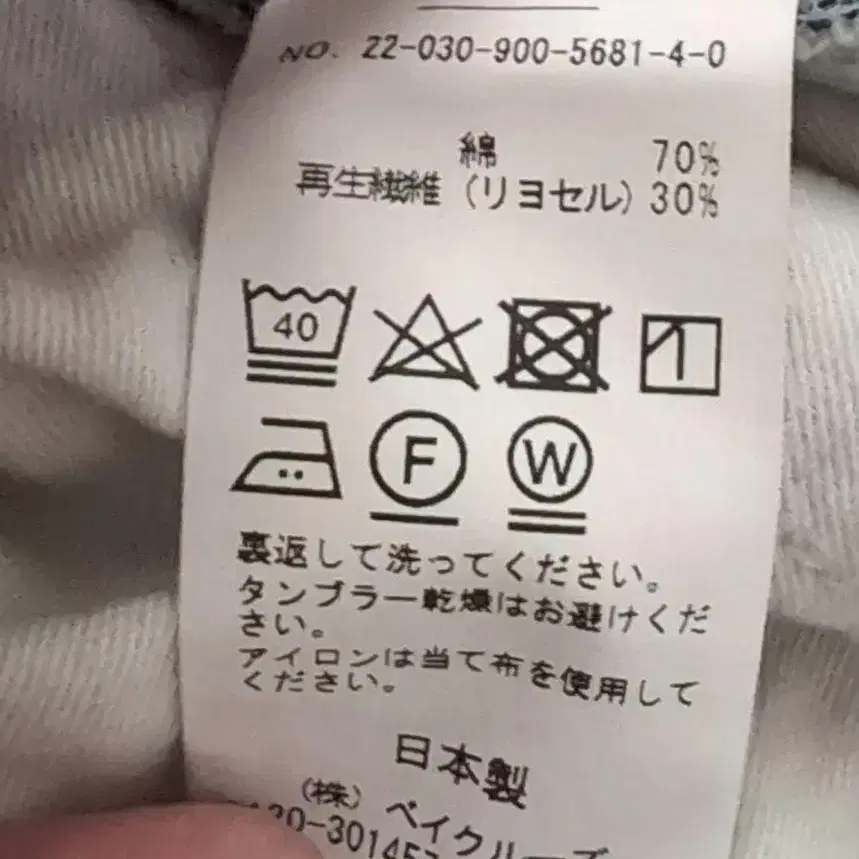 NO. 22-030-900-5681-4-0
綿 70%
再生繊維 (リヨセル) 30%
40
F W
裏返して洗ってください。
タンブラー乾燥はお避けくだ
さい。
アイロンは当て布を使用して
ください。
日本製
(株) ベイクルーズ